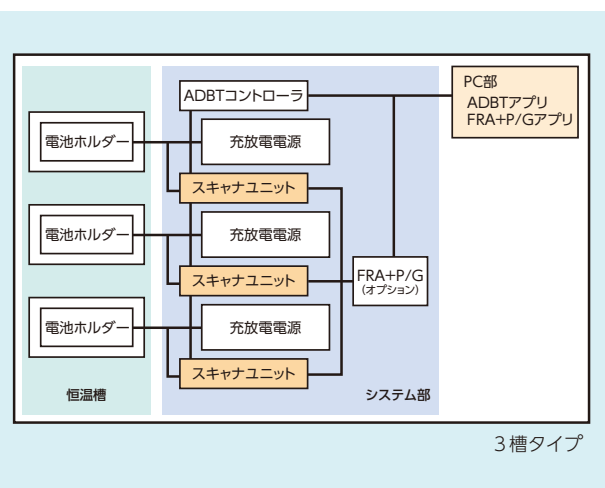 ADBTコントローラ
PC部
ADBTアプリ
FRA+P/Gアプリ
電池ホルダー
充放電電源
スキャナユニット
電池ホルダー
充放電電源
スキャナユニット
FRA+P/G
(オプション)
電池ホルダー
充放電電源
スキャナユニット
恒温槽
システム部
3槽タイプ